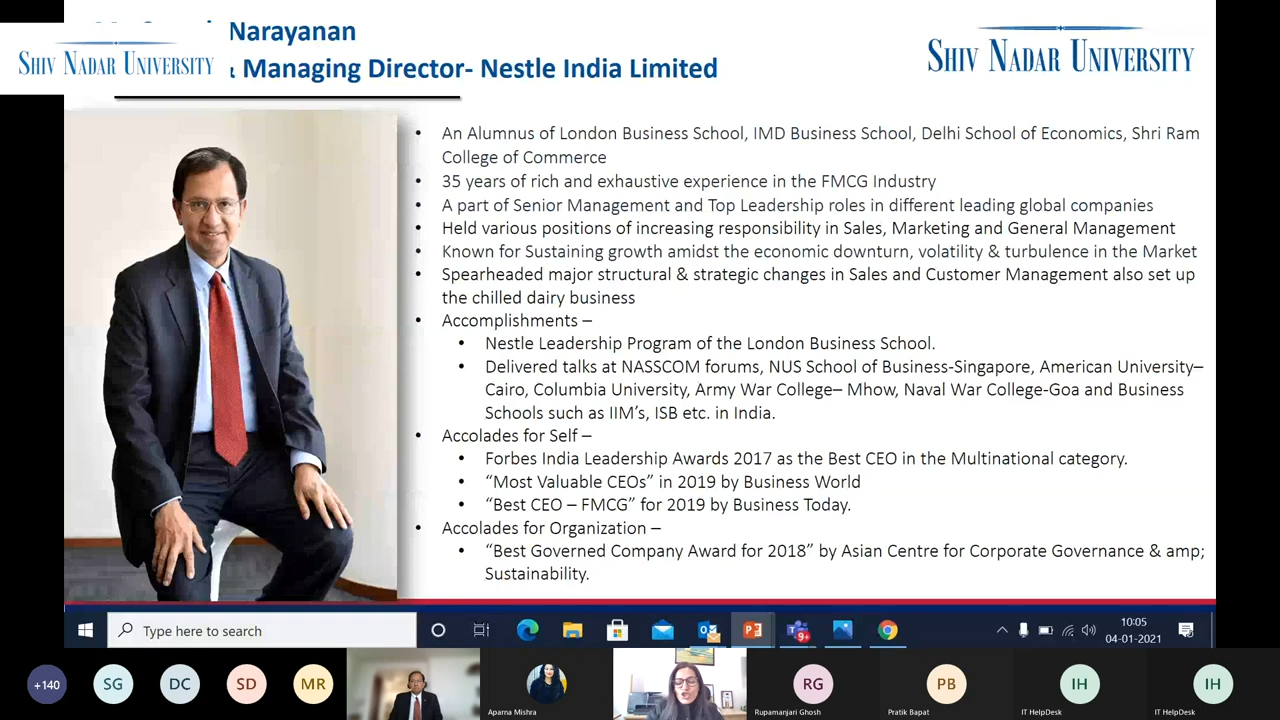 Narayanan
& Managing Director- Nestle India Limited
SHIV NADAR UNIVERSITY
SHIV NADAR UNIVERSITY
• An Alumnus of London Business School, IMD Business School, Delhi School of Economics, Shri Ram
College of Commerce
• 35 years of rich and exhaustive experience in the FMCG Industry
• A part of Senior Management and Top Leadership roles in different leading global companies
• Held various positions of increasing responsibility in Sales, Marketing and General Management
• Known for Sustaining growth amidst the economic downturn, volatility & turbulence in the Market
• Spearheaded major structural & strategic changes in Sales and Customer Management also set up
the chilled dairy business
• Accomplishments –
• Nestle Leadership Program of the London Business School.
• Delivered talks at NASSCOM forums, NUS School of Business-Singapore, American University–
Cairo, Columbia University, Army War College– Mhow, Naval War College-Goa and Business
Schools such as IIM's, ISB etc. in India.
• Accolades for Self –
• Forbes India Leadership Awards 2017 as the Best CEO in the Multinational category.
• “Most Valuable CEOs” in 2019 by Business World
• “Best CEO – FMCG” for 2019 by Business Today.
• Accolades for Organization –
• “Best Governed Company Award for 2018” by Asian Centre for Corporate Governance & amp;
Sustainability.
Type here to search
9+
10:05
04-01-2021
+140
SG
DC
SD
MR
Aparna Mishra
RG
Rupamanjari Ghosh
PB
Pratik Bapat
IH
IT HelpDesk
IH
IT HelpDesk